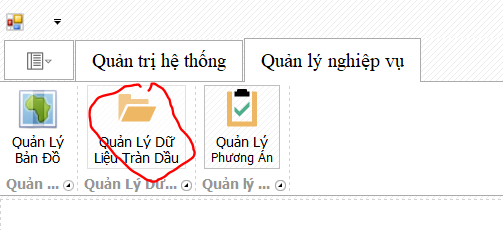 Quản trị hệ thống Quản lý nghiệp vụ
Quản Lý
Bản Đồ
Quản Lý Dữ
Liệu Tràn Dầu
Quản Lý
Phương Án
Quản ... Quản Lý Dữ... Quản lý ...